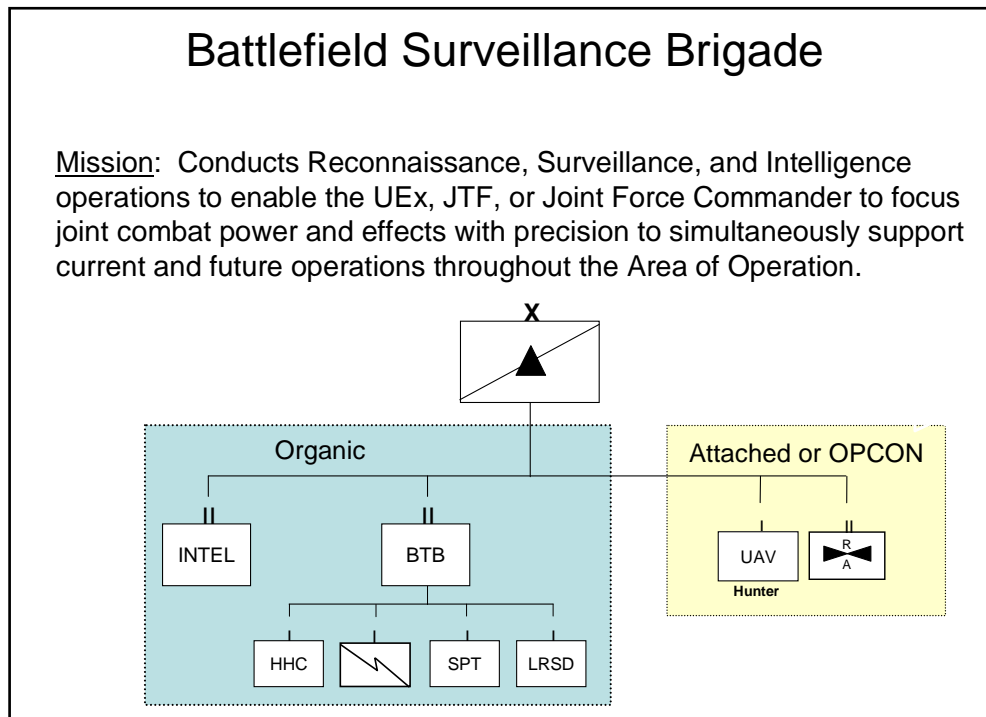 Battlefield Surveillance Brigade
Mission: Conducts Reconnaissance, Surveillance, and Intelligence
operations to enable the UEx, JTF, or Joint Force Commander to focus
joint combat power and effects with precision to simultaneously support
current and future operations throughout the Area of Operation.
X
Organic
Attached or OPCON
II
II
I
II
INTEL
BTB
UAV
R
A
Hunter
I
I
I
I
HHC
SPT
LRSD